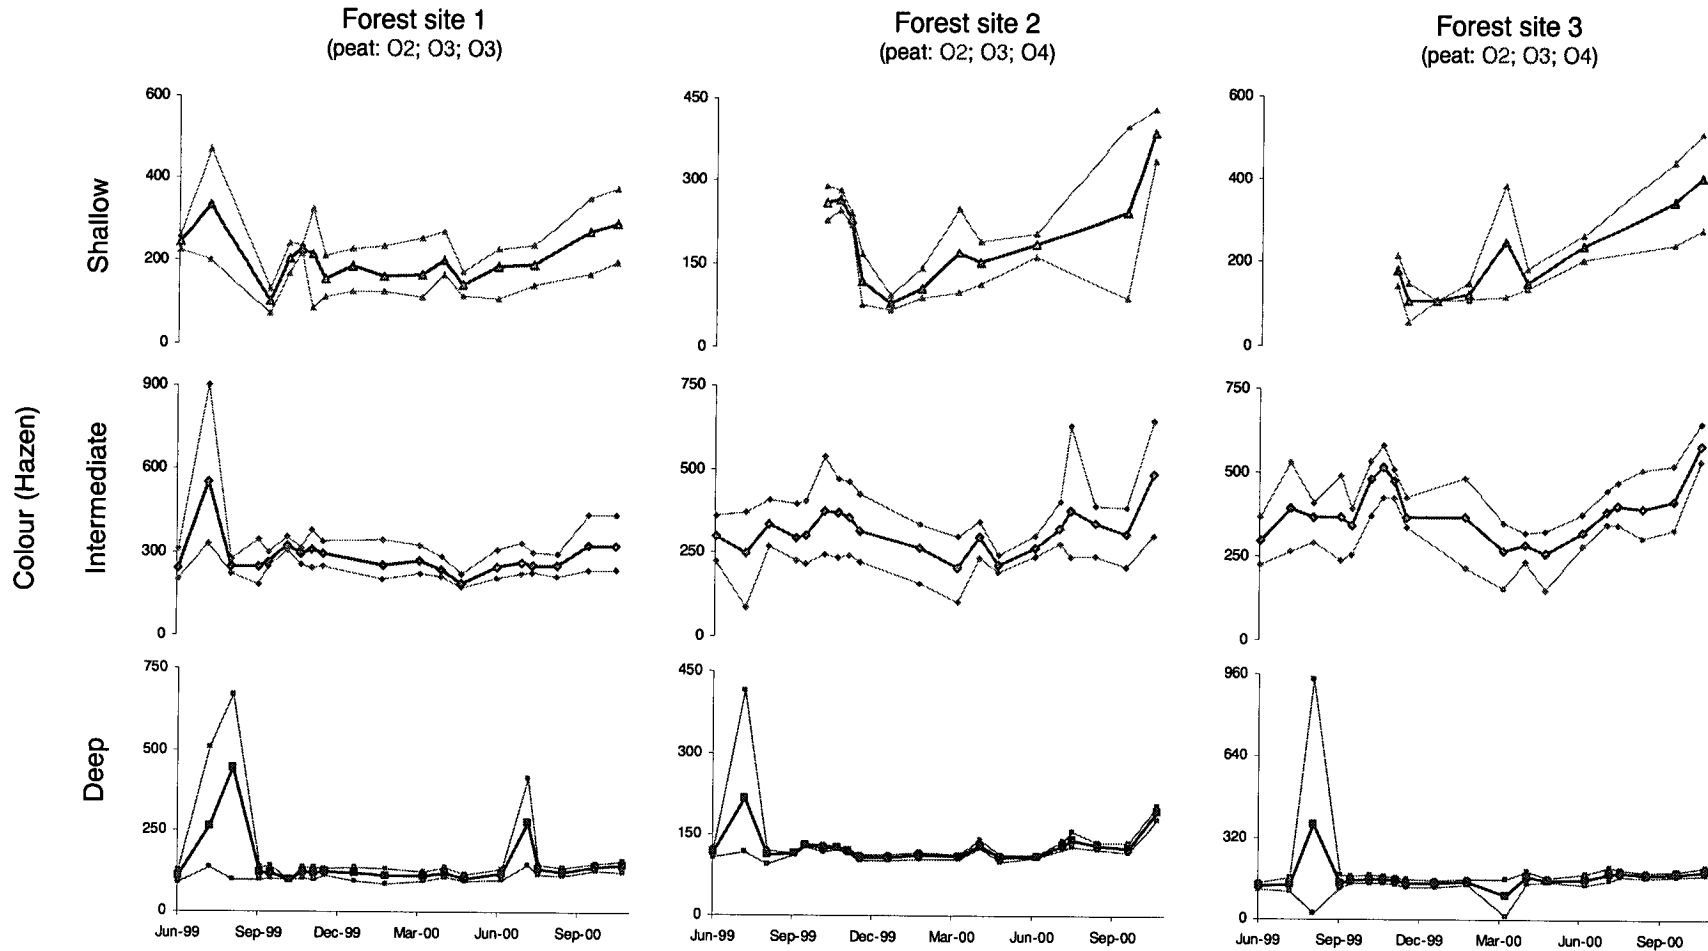 Forest site 1
(peat: O2; O3; O3)
Forest site 2
(peat: O2; O3; O4)
Forest site 3
(peat: O2; O3; O4)
Colour (Hazen)
Shallow
600
400
200
0
450
300
150
0
600
400
200
0
Intermediate
900
600
300
0
750
500
250
0
750
500
250
0
Deep
750
500
250
0
450
300
150
0
960
640
320
0
Jun-99 Sep-99 Dec-99 Mar-00 Jun-00 Sep-00
Jun-99 Sep-99 Dec-99 Mar-00 Jun-00 Sep-00
Jun-99 Sep-99 Dec-99 Mar-00 Jun-00 Sep-00